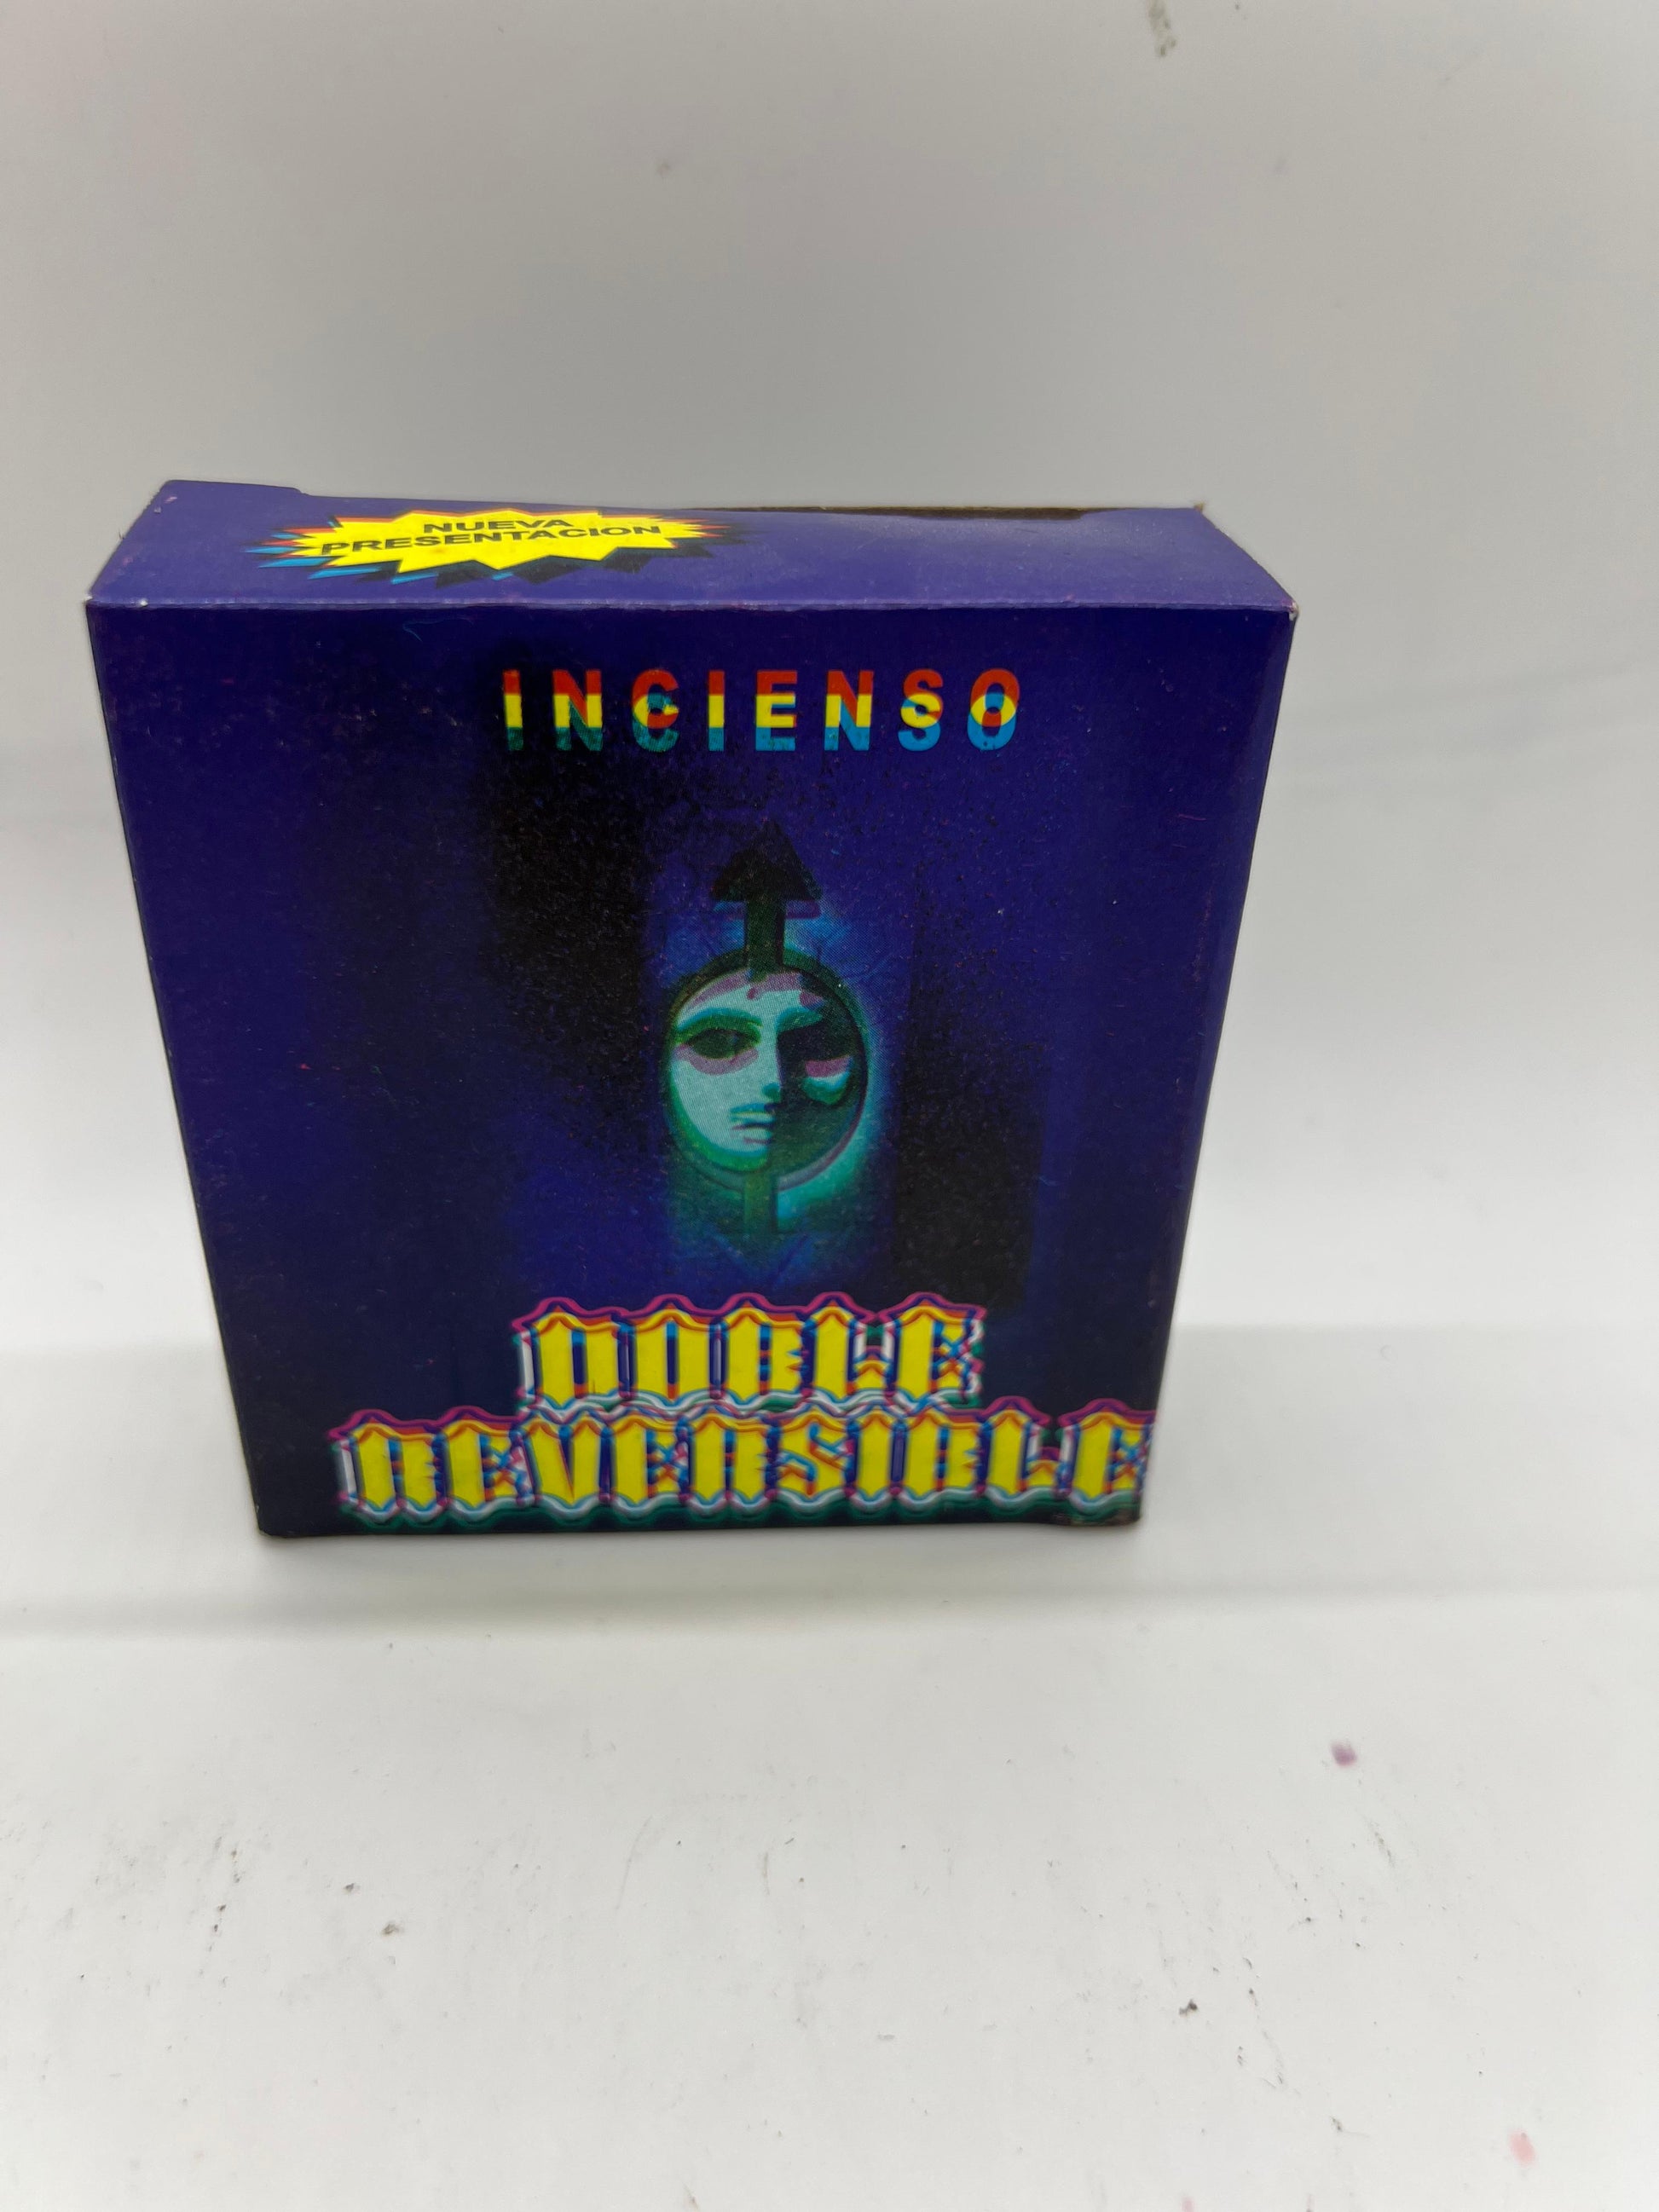 NUEVA
PRESENTACION
INCIENSO
DOBLE
REVERSIBLE